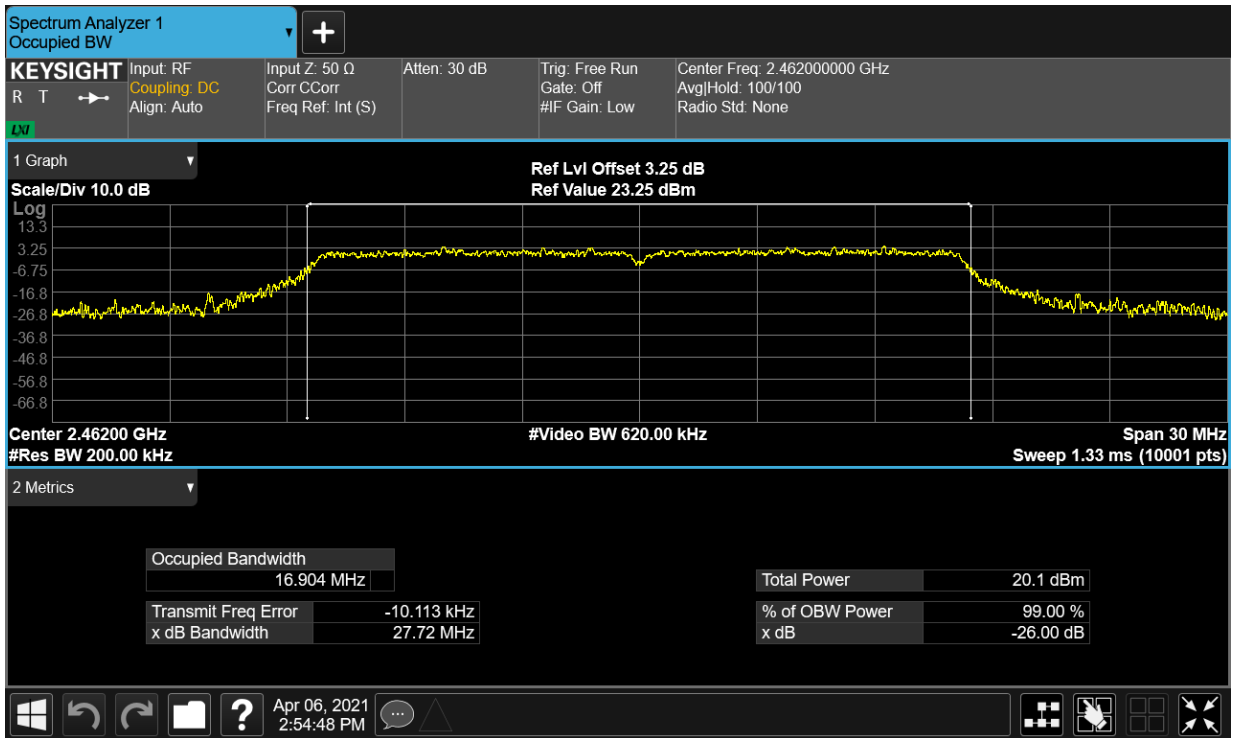 Spectrum Analyzer 1
Occupied BW
KEYSIGHT
R T
LXI
Input: RF
Coupling: DC
Align: Auto
Input Z: 50 Ω
Corr CCorr
Freq Ref: Int (S)
Atten: 30 dB
Trig: Free Run
Gate: Off
#IF Gain: Low
Center Freq: 2.462000000 GHz
Avg|Hold: 100/100
Radio Std: None
1 Graph
Scale/Div 10.0 dB
Ref Lvl Offset 3.25 dB
Ref Value 23.25 dBm
Log
13.3
3.25
-6.75
-16.8
-26.8
-36.8
-46.8
-56.8
-66.8
Center 2.46200 GHz
#Video BW 620.00 kHz
Span 30 MHz
#Res BW 200.00 kHz
Sweep 1.33 ms (10001 pts)
2 Metrics
Occupied Bandwidth
16.904 MHz
Total Power 20.1 dBm
Transmit Freq Error -10.113 kHz
% of OBW Power 99.00 %
x dB Bandwidth 27.72 MHz
x dB -26.00 dB
?
Apr 06, 2021
2:54:48 PM